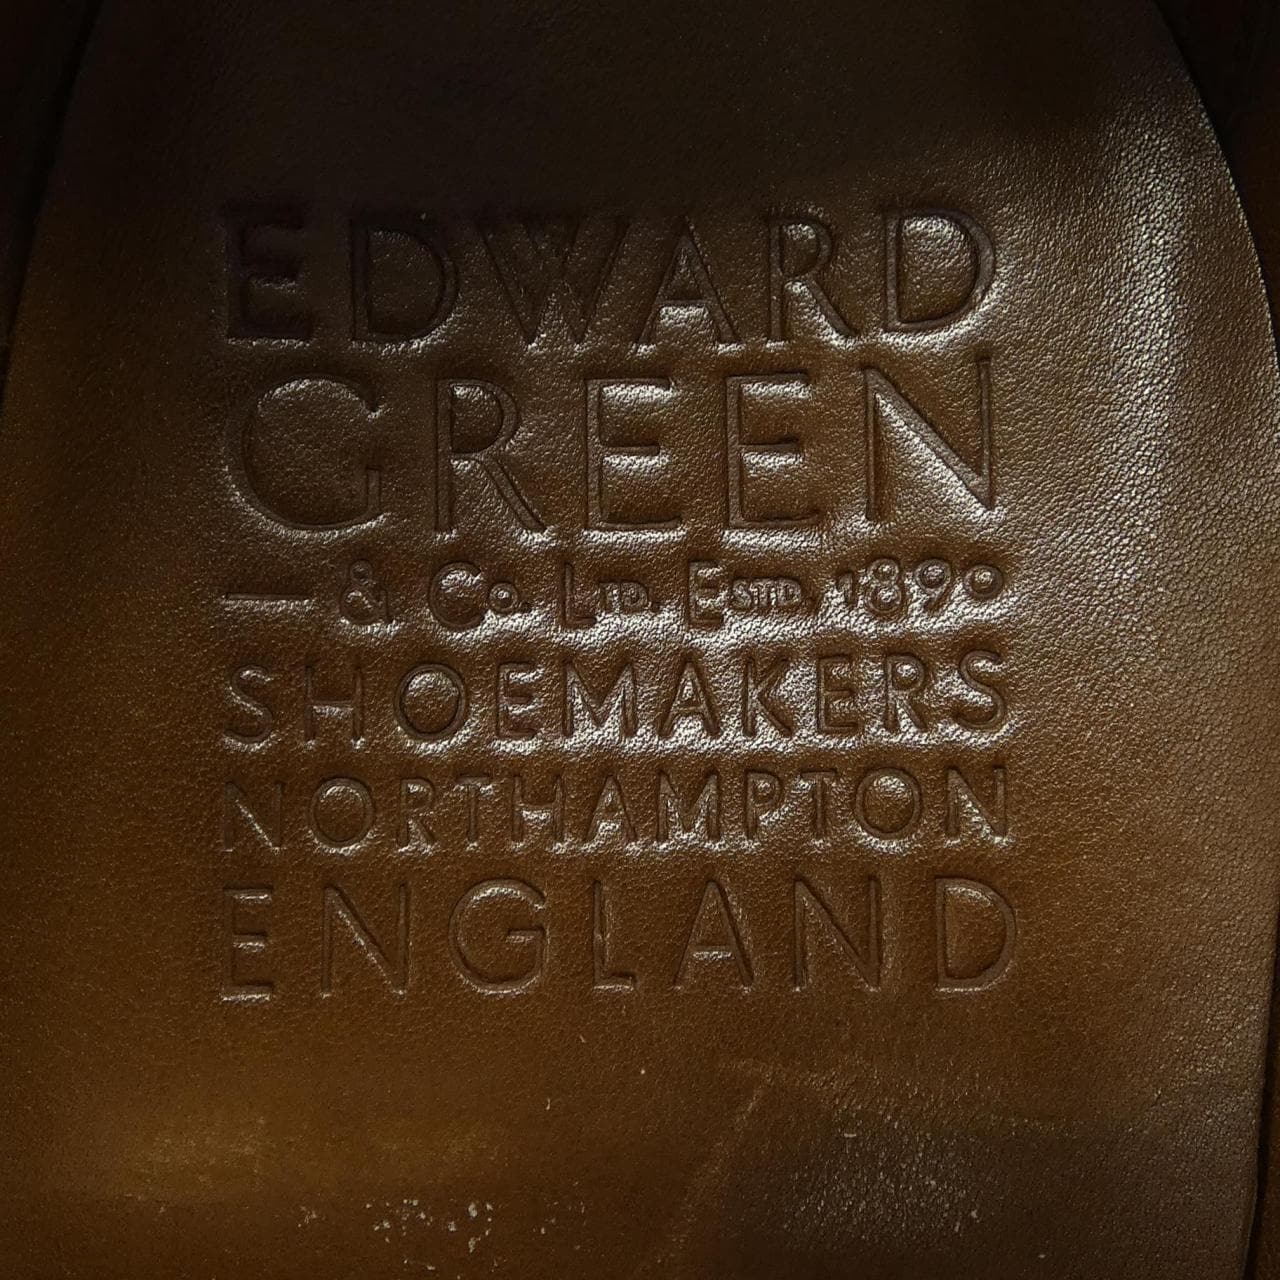 EDWARD
GREEN
— & Co. LTD. ESTD. 1890
SHOEMAKERS
NORTHAMPTON
ENGLAND